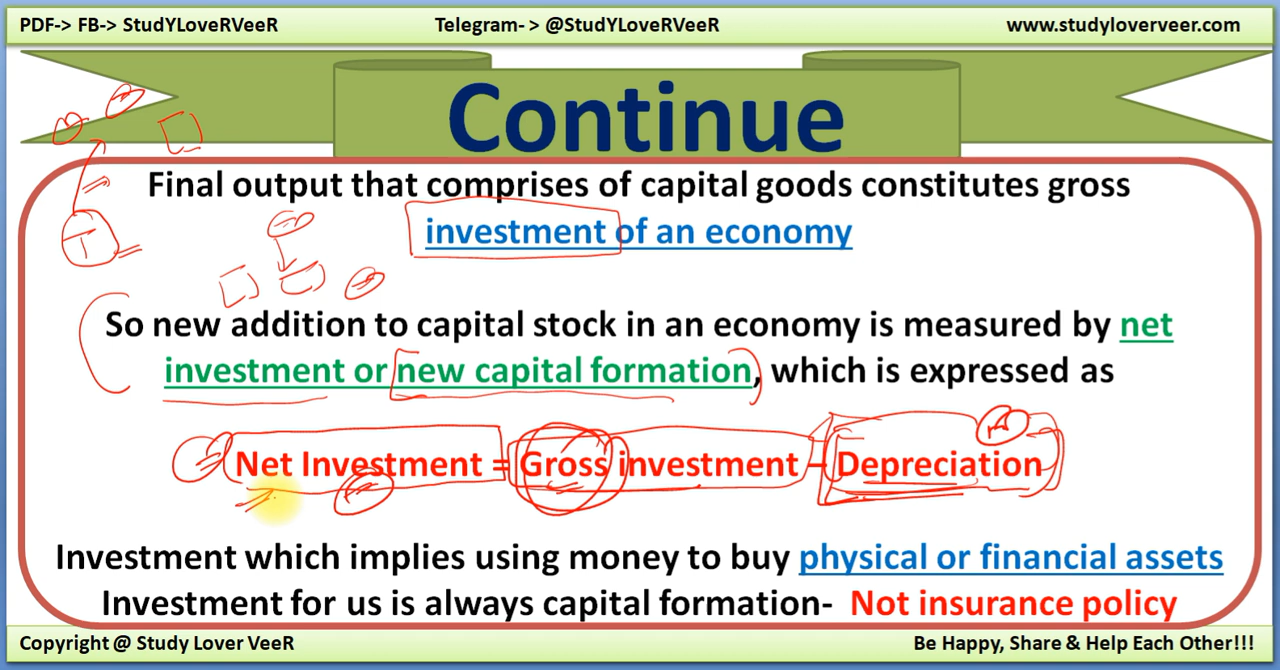 PDF-> FB-> StudYLoveRVeeR Telegram- > @StudYLoveRVeeR www.studyloverveer.com
Continue
Final output that comprises of capital goods constitutes gross
investment of an economy
So new addition to capital stock in an economy is measured by net
investment or new capital formation, which is expressed as
Net Investment = Gross investment – Depreciation
Investment which implies using money to buy physical or financial assets
Investment for us is always capital formation- Not insurance policy
Copyright @ Study Lover VeeR Be Happy, Share & Help Each Other!!!